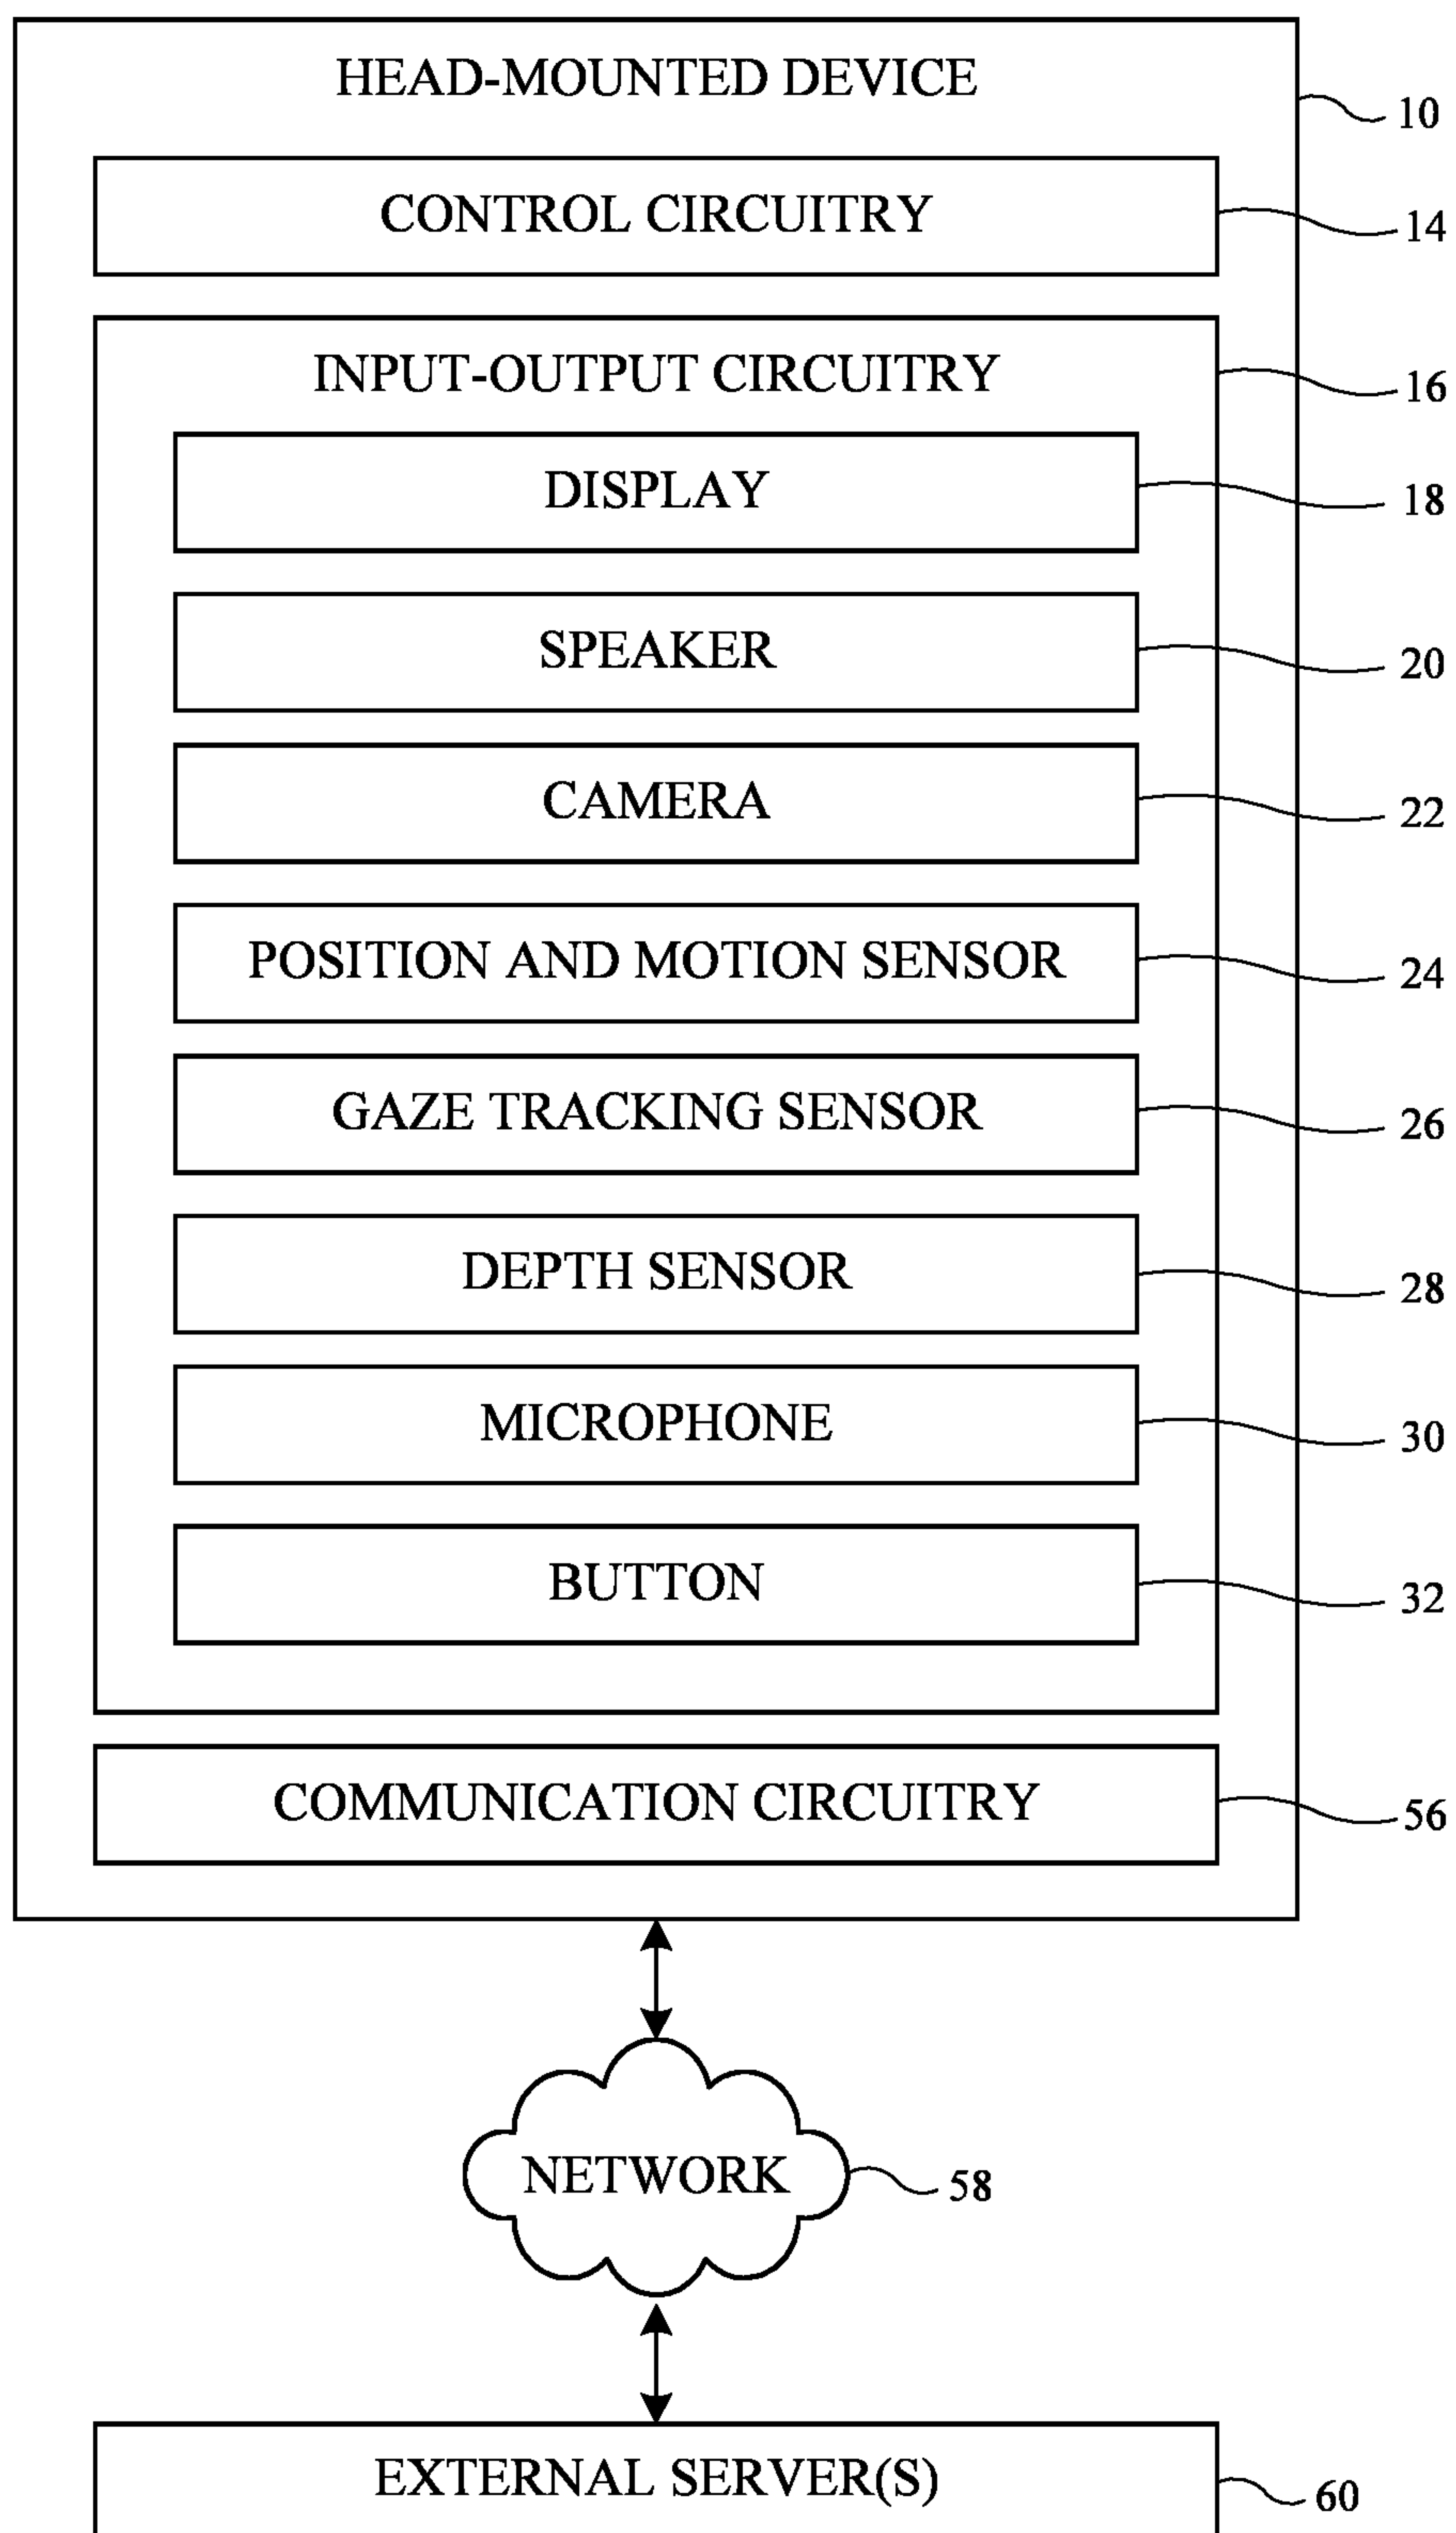 HEAD-MOUNTED DEVICE
10
CONTROL CIRCUITRY
14
INPUT-OUTPUT CIRCUITRY
16
DISPLAY
18
SPEAKER
20
CAMERA
22
POSITION AND MOTION SENSOR
24
GAZE TRACKING SENSOR
26
DEPTH SENSOR
28
MICROPHONE
30
BUTTON
32
COMMUNICATION CIRCUITRY
56
NETWORK
58
EXTERNAL SERVER(S)
60